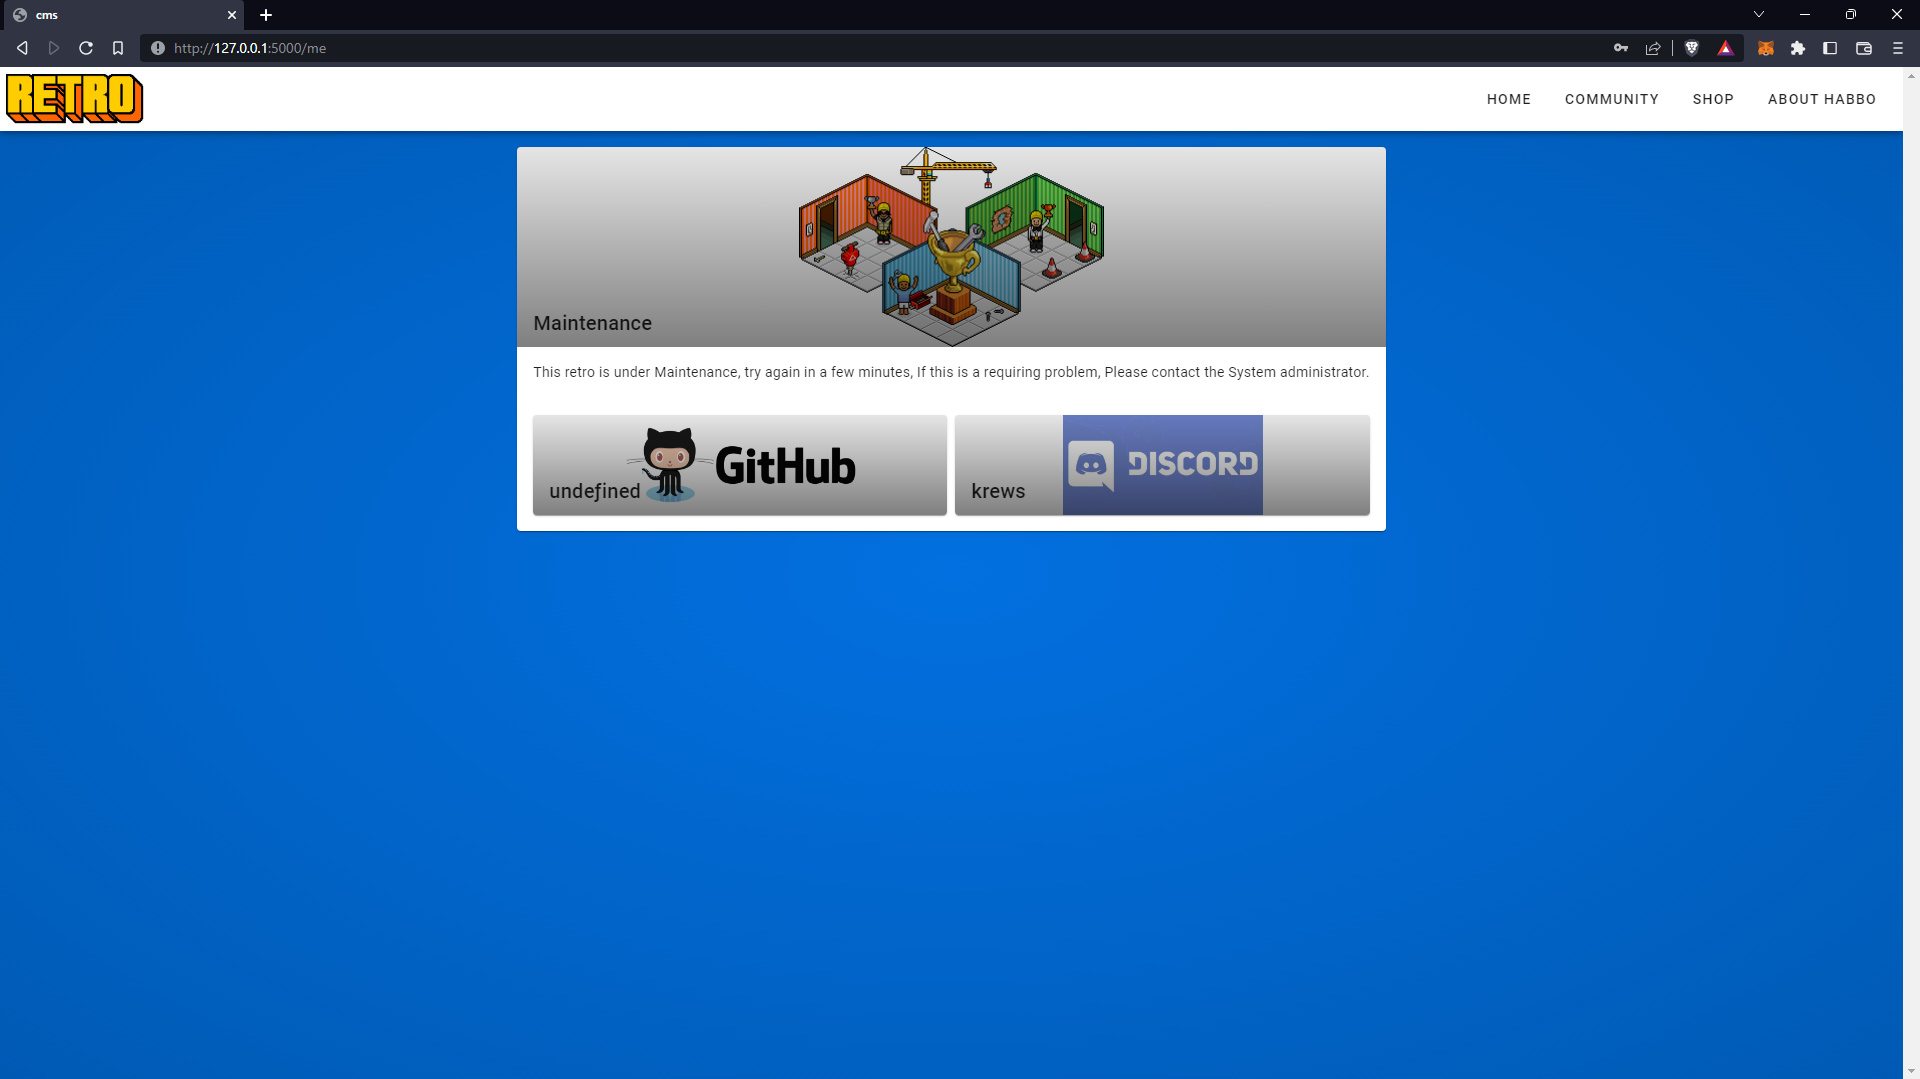 cms
http://127.0.0.1:5000/me
RETRO
HOME COMMUNITY SHOP ABOUT HABBO
Maintenance
This retro is under Maintenance, try again in a few minutes, If this is a requiring problem, Please contact the System administrator.
GitHub
undefined
DISCORD
krews